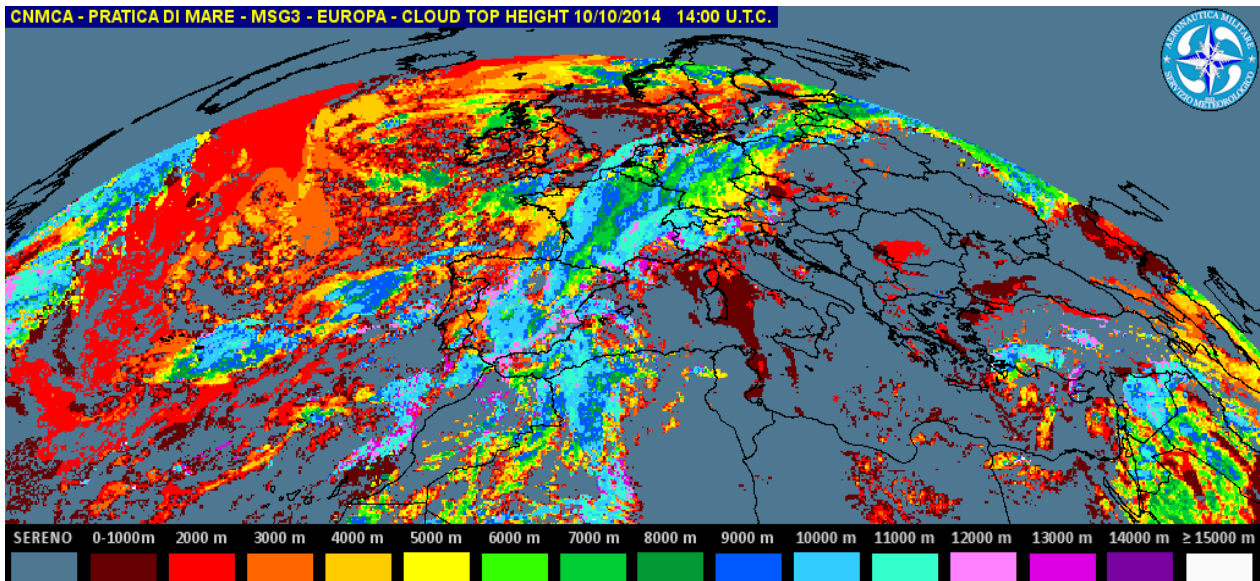 CNMCA - PRATICA DI MARE - MSG3 - EUROPA - CLOUD TOP HEIGHT 10/10/2014 14:00 U.T.C.
AERONAUTICA MILITARE
SERVIZIO METEOROLOGICO
SERENO 0-1000m 2000 m 3000 m 4000 m 5000 m 6000 m 7000 m 8000 m 9000 m 10000 m 11000 m 12000 m 13000 m 14000 m ≥ 15000 m